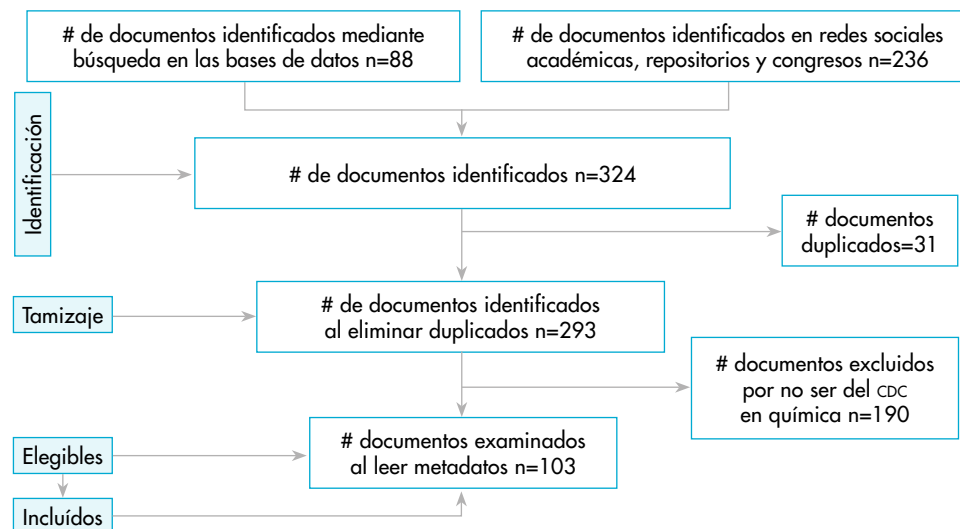 # de documentos identificados mediante
búsqueda en las bases de datos n=88
# de documentos identificados en redes sociales
académicas, repositorios y congresos n=236
Identificación
# de documentos identificados n=324
# documentos
duplicados=31
Tamizaje
# de documentos identificados
al eliminar duplicados n=293
# documentos excluidos
por no ser del CDC
en química n=190
Elegibles
# documentos examinados
al leer metadatos n=103
Incluídos